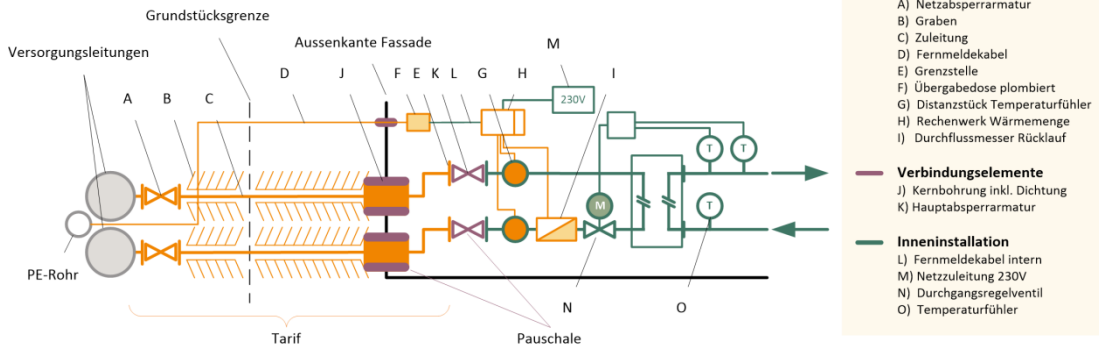 Grundstücksgrenze
Versorgungsleitungen
Aussenkante Fassade
M
A B C D J F E K L G H I
230V
T T
M
T
PE-Rohr
N O
Tarif
Pauschale
A) Netzabsperrarmatur
B) Graben
C) Zuleitung
D) Fernmeldekabel
E) Grenzstelle
F) Übergabedose plombiert
G) Distanzstück Temperaturfühler
H) Rechenwerk Wärmemenge
I) Durchflussmesser Rücklauf
Verbindungselemente
J) Kernbohrung inkl. Dichtung
K) Hauptabsperrarmatur
Inneninstallation
L) Fernmeldekabel intern
M) Netzzuleitung 230V
N) Durchgangsregelventil
O) Temperaturfühler